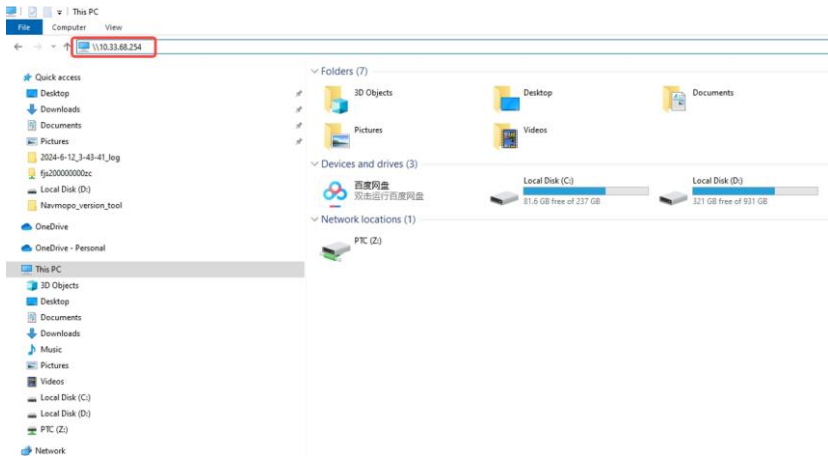 This PC
File Computer View
\\10.33.68.254
Quick access
Desktop
Downloads
Documents
Pictures
2024-6-12_3-43-41_log
fjs200000000zc
Local Disk (D:)
Navmopo_version_tool
OneDrive
OneDrive - Personal
This PC
3D Objects
Desktop
Documents
Downloads
Music
Pictures
Videos
Local Disk (C:)
Local Disk (D:)
PTC (Z:)
Network
Folders (7)
3D Objects
Desktop
Documents
Pictures
Videos
Devices and drives (3)
百度网盘
双击运行百度网盘
Local Disk (C:)
81.6 GB free of 237 GB
Local Disk (D:)
321 GB free of 931 GB
Network locations (1)
PTC (Z:)